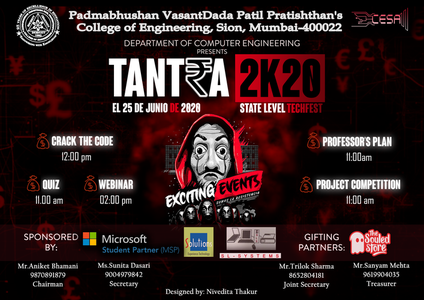 Padmabhushan VasantDada Patil Pratishthan's
College of Engineering, Sion, Mumbai-400022
CESA
DEPARTMENT OF COMPUTER ENGINEERING
PRESENTS
TANT₹A 2K20
EL 25 DE JUNIO DE 2020
STATE LEVEL TECHFEST
CRACK THE CODE
12:00 pm
PROFESSOR'S PLAN
11:00am
QUIZ
11.00 am
WEBINAR
02:00 pm
EXCITING EVENTS
PROJECT COMPETITION
11:00 am
SPONSORED
BY:
Microsoft
Student Partner (MSP)
Solutions
SL-SYSTEMS
GIFTING
PARTNERS:
The
Souled
Store
Mr.Aniket Bhamani
9870891879
Chairman
Ms.Sunita Dasari
9004979842
Secretary
Mr.Trilok Sharma
8652804181
Joint Secretary
Mr.Sanyam Mehta
9619904035
Treasurer
Designed by: Nivedita Thakur